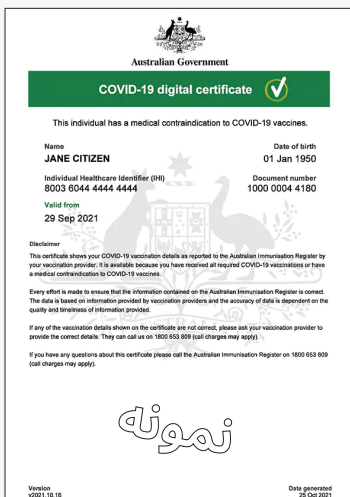 Australian Government
COVID-19 digital certificate
This individual has a medical contraindication to COVID-19 vaccines.
Name
JANE CITIZEN
Date of birth
01 Jan 1950
Individual Healthcare Identifier (IHI)
8003 6044 4444 4444
Document number
1000 0004 4180
Valid from
29 Sep 2021
Disclaimer
This certificate shows your COVID-19 vaccination details as reported to the Australian Immunisation Register by
your vaccination provider. It is available because you have received all required COVID-19 vaccinations or have
a medical contraindication to COVID-19 vaccines.
Every effort is made to ensure that the information contained on the Australian Immunisation Register is correct.
The data is based on information provided by vaccination providers and the accuracy of data is dependent on the
quality and timeliness of information provided.
If any of the vaccination details shown on the certificate are not correct, please ask your vaccination provider to
provide the correct details. They can call us on 1800 653 809 (call charges may apply).
If you have any questions about this certificate please call the Australian Immunisation Register on 1800 653 809
(call charges may apply).
نمونه
Version
v2021.10.16
Date generated
25 Oct 2021